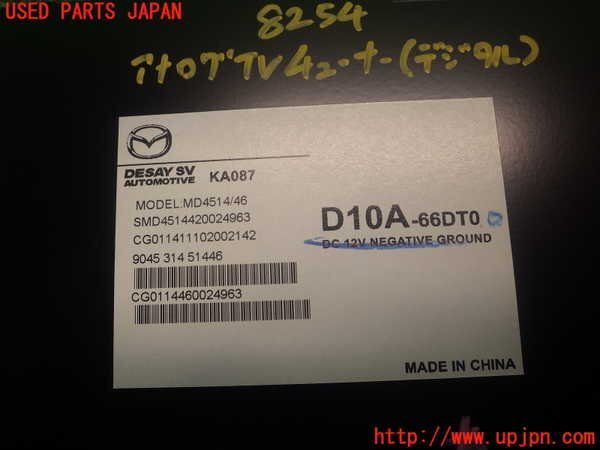 USED PARTS JAPAN
8254
アナログTVチューナー(デジタル)
DESAY SV
AUTOMOTIVE
KA087
MODEL:MD4514/46
SMD4514420024963
CG011411102002142
9045 314 51446
CG0114460024963
D10A-66DT0
DC 12V NEGATIVE GROUND
MADE IN CHINA
http://www.upjpn.com/